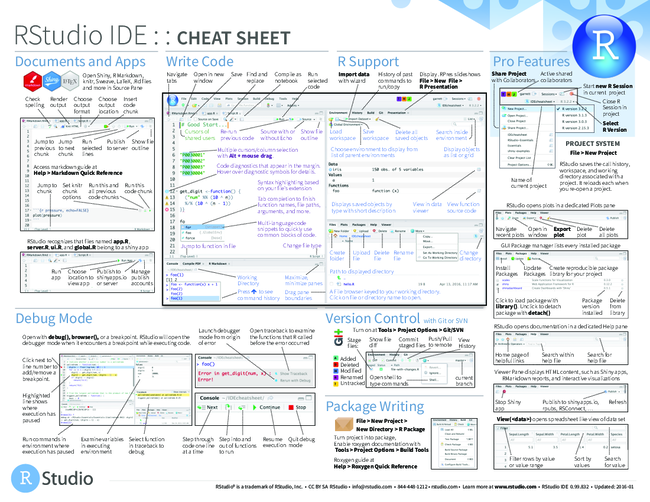 RStudio IDE : : CHEAT SHEET
Documents and Apps
Open Shiny, R Markdown,
knitr, Sweave, LaTeX, .Rd files
and more in Source Pane
Check spelling
Render output
Choose output format
Choose output location
Insert code chunk
Jump to previous chunk
Jump to next chunk
Run selected lines
Publish to server
Show file outline
Access markdown guide at
Help > Markdown Quick Reference
Jump to chunk
Set knitr chunk options
Run this and all previous code chunks
Run this code chunk
RStudio recognizes that files named app.R,
server.R, ui.R, and global.R belong to a shiny app
Run app
Choose location to view app
Publish to shinyapps.io or server
Manage publish accounts
Write Code
Navigate tabs
Open in new window
Save
Find and replace
Compile as notebook
Run selected code
Cursors of shared users
Re-run previous code
Source with or without Echo
Show file outline
Multiple cursors/column selection
with Alt + mouse drag.
Code diagnostics that appear in the margin.
Hover over diagnostic symbols for details.
Syntax highlighting based
on your file's extension
Tab completion to finish
function names, file paths,
arguments, and more.
Multi-language code
snippets to quickly use
common blocks of code.
Jump to function in file
Change file type
Working Directory
Maximize, minimize panes
Press ↑ to see command history
Drag pane boundaries
R Support
Import data with wizard
History of past commands to run/copy
Display .RPres slideshows
File > New File >
R Presentation
Load workspace
Save workspace
Delete all saved objects
Search inside environment
Choose environment to display from
list of parent environments
Display objects as list or grid
Displays saved objects by
type with short description
View in data viewer
View function source code
Create folder
Upload file
Delete file
Rename file
Change directory
Path to displayed directory
A File browser keyed to your working directory.
Click on file or directory name to open.
Pro Features
Share Project with Collaborators
Active shared collaborators
Start new R Session in current project
Close R Session in project
Select R Version
PROJECT SYSTEM
File > New Project
RStudio saves the call history,
workspace, and working
directory associated with a
project. It reloads each when
you re-open a project.
Name of current project
RStudio opens plots in a dedicated Plots pane
Navigate recent plots
Open in window
Export plot
Delete plot
Delete all plots
GUI Package manager lists every installed package
Install Packages
Update Packages
Create reproducible package library for your project
Click to load package with
library(). Unclick to detach
package with detach()
Package version installed
Delete from library
RStudio opens documentation in a dedicated Help pane
Home page of helpful links
Search within help file
Search for help file
Viewer Pane displays HTML content, such as Shiny apps,
RMarkdown reports, and interactive visualizations
Stop Shiny app
Publish to shinyapps.io, rpubs, RSConnect, …
Refresh
View(<data>) opens spreadsheet like view of data set
Filter rows by value or value range
Sort by values
Search for value
Debug Mode
Open with debug(), browser(), or a breakpoint. RStudio will open the
debugger mode when it encounters a breakpoint while executing code.
Click next to line number to add/remove a breakpoint.
Highlighted line shows where execution has paused
Launch debugger mode from origin of error
Open traceback to examine the functions that R called before the error occurred
Run commands in environment where execution has paused
Examine variables in executing environment
Select function in traceback to debug
Step through code one line at a time
Step into and out of functions to run
Resume execution
Quit debug mode
Version Control with Git or SVN
Turn on at Tools > Project Options > Git/SVN
Stage files:
Show file diff
Commit staged files
Push/Pull to remote
View History
Added
Deleted
Modified
Renamed
Untracked
Open shell to type commands
current branch
Package Writing
File > New Project >
New Directory > R Package
Turn project into package,
Enable roxygen documentation with
Tools > Project Options > Build Tools
Roxygen guide at
Help > Roxygen Quick Reference
R Studio
RStudio® is a trademark of RStudio, Inc. • CC BY SA RStudio • info@rstudio.com • 844-448-1212 • rstudio.com • Learn more at www.rstudio.com • RStudio IDE 0.99.832 • Updated: 2016-01